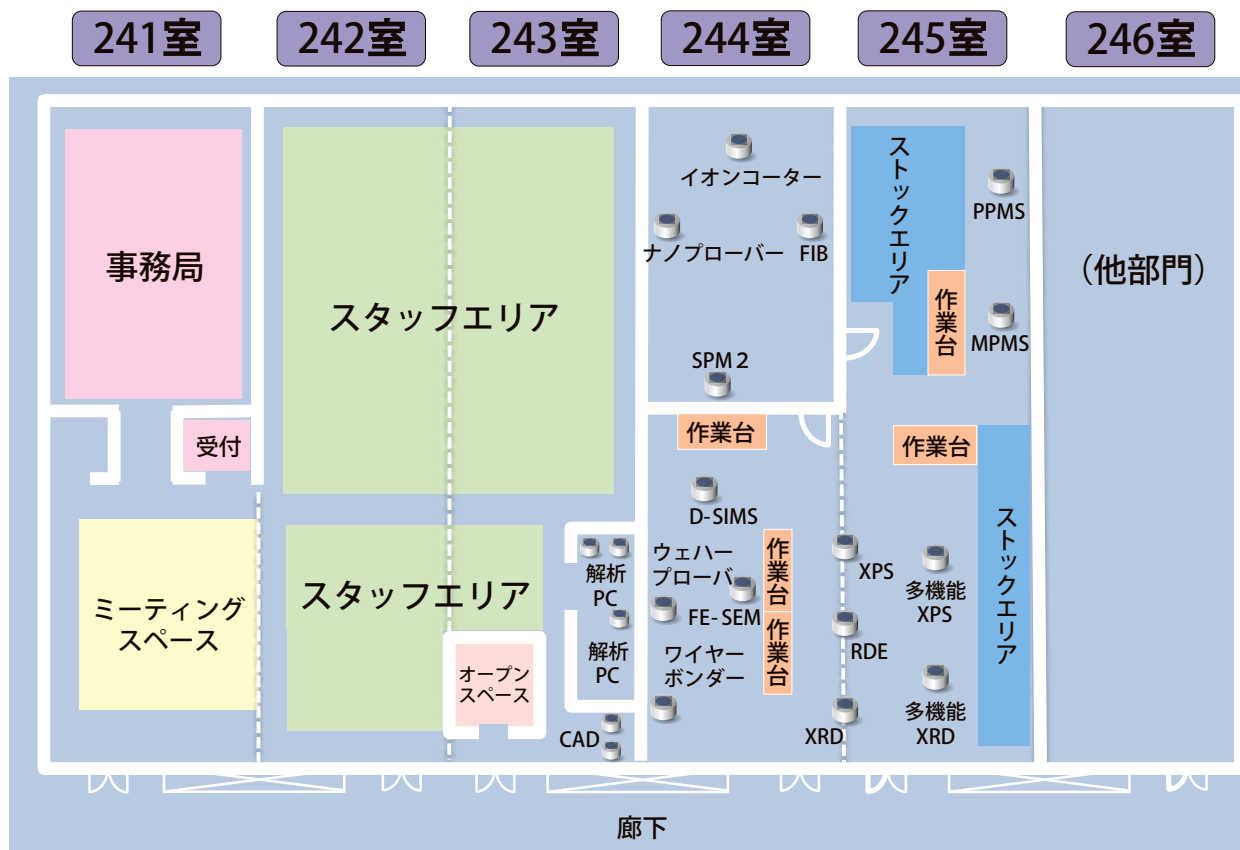 241室
242室
243室
244室
245室
246室
事務局
受付
ミーティング
スペース
スタッフエリア
スタッフエリア
オープン
スペース
解析
PC
解析
PC
CAD
イオンコーター
ナノプローバー
FIB
SPM２
作業台
D-SIMS
ウェハー
プローバ
FE-SEM
作業台
作業台
ワイヤー
ボンダー
ストックエリア
PPMS
作業台
MPMS
作業台
XPS
多機能
XPS
RDE
XRD
多機能
XRD
ストックエリア
（他部門）
廊下